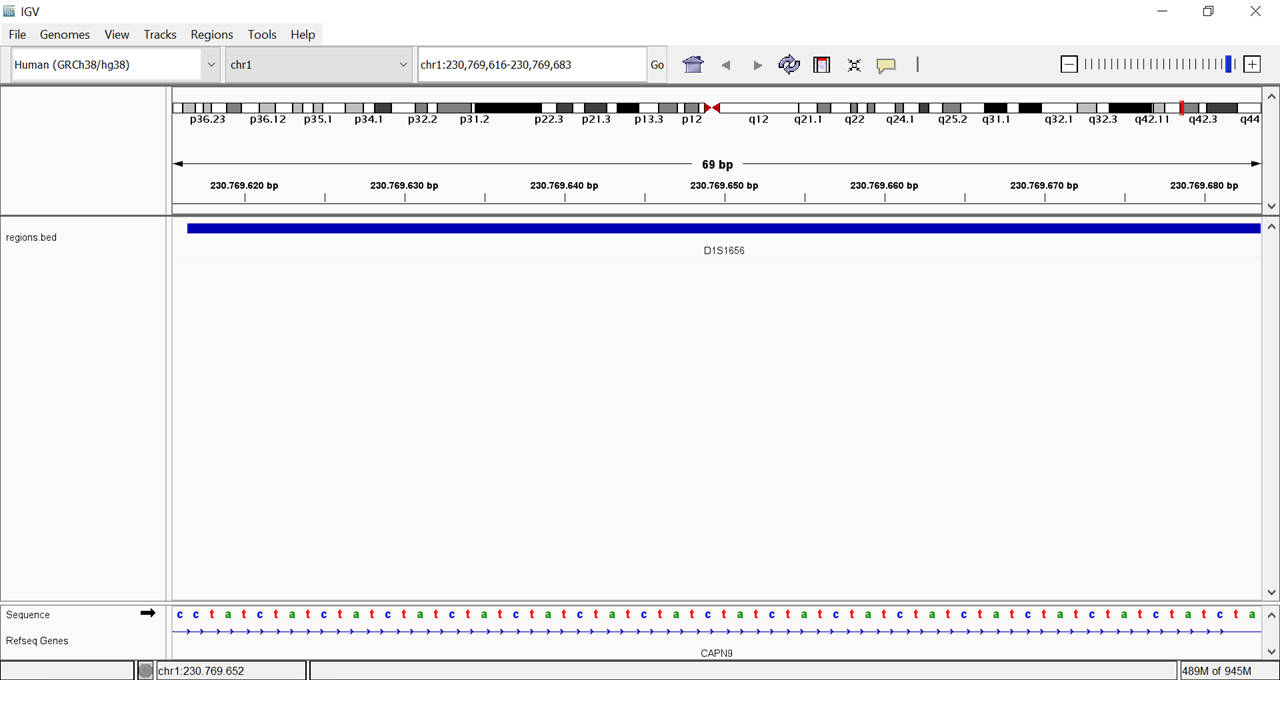 IGV
File Genomes View Tracks Regions Tools Help
Human (GRCh38/hg38) chr1 chr1:230,769,616-230,769,683 Go
p36.23 p36.12 p35.1 p34.1 p32.2 p31.2 p22.3 p21.3 p13.3 p12 q12 q21.1 q22 q24.1 q25.2 q31.1 q32.1 q32.3 q42.11 q42.3 q44
69 bp
230.769.620 bp 230.769.630 bp 230.769.640 bp 230.769.650 bp 230.769.660 bp 230.769.670 bp 230.769.680 bp
regions.bed
D1S1656
Sequence c c t a t c t a t c t a t c t a t c t a t c t a t c t a t c t a t c t a t c t a t c t a t c t a t c t a t c t a t c t a t c t a t c t a
Refseq Genes
CAPN9
chr1:230.769.652 489M of 945M